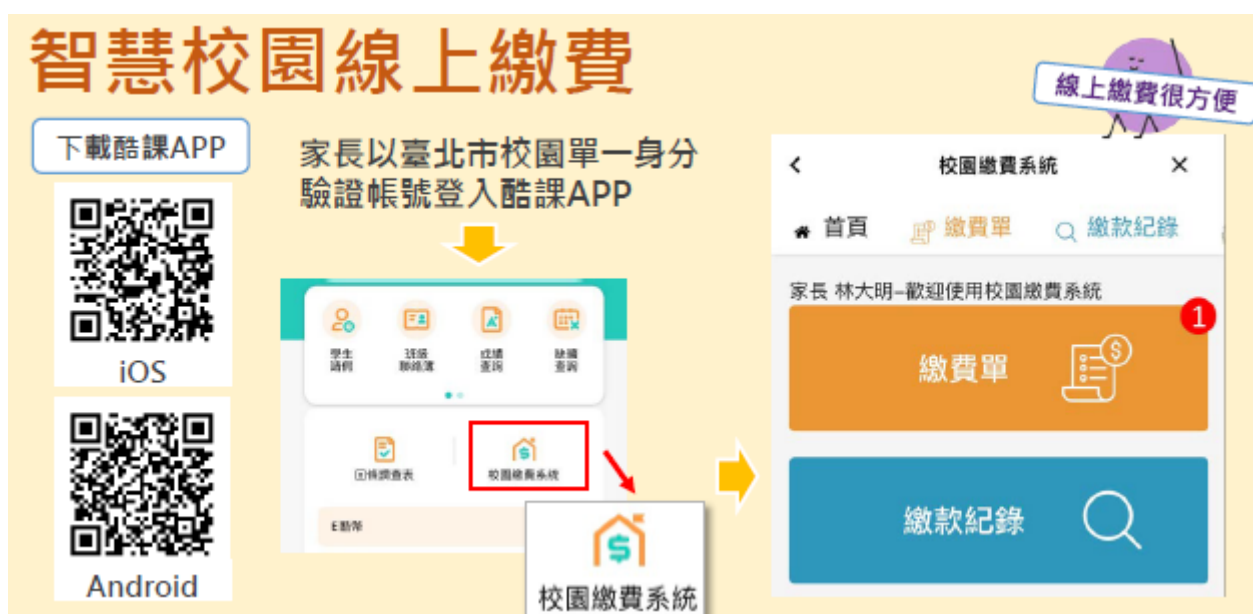 智慧校園線上繳費
線上繳費很方便
下載酷課APP
iOS
Android
家長以臺北市校園單一身分
驗證帳號登入酷課APP
學生
請假
班級
聯絡簿
成績
查詢
缺曠
查詢
回條調查表
校園繳費系統
E酷幣
校園繳費系統
校園繳費系統
首頁
繳費單
繳款紀錄
家長 林大明–歡迎使用校園繳費系統
1
繳費單
繳款紀錄